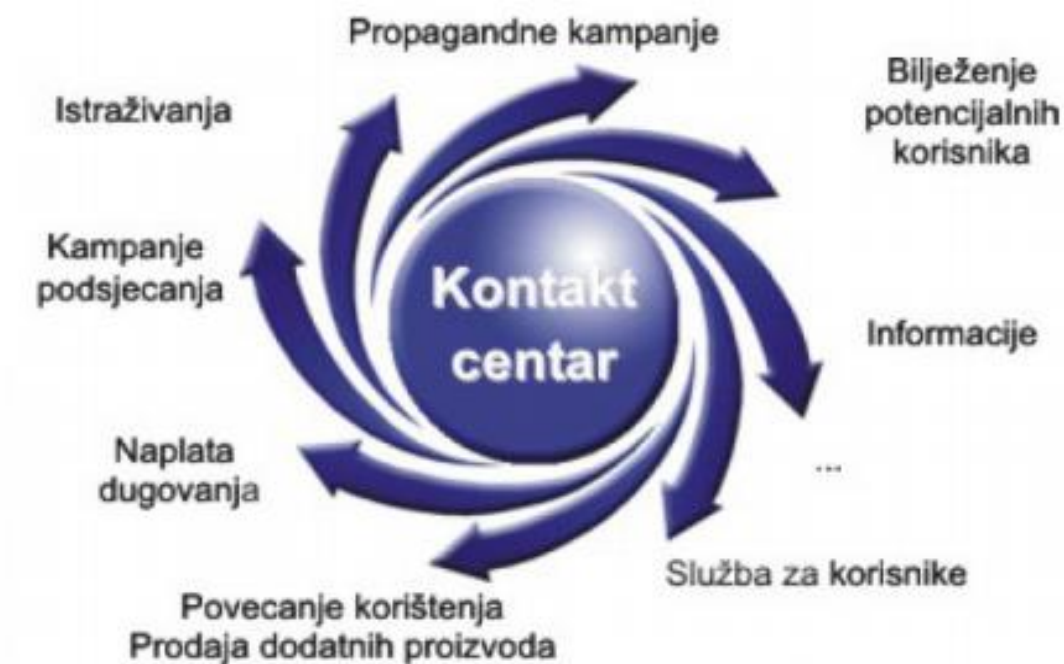 Propagandne kampanje
Bilježenje
potencijalnih
korisnika
Informacije
...
Služba za korisnike
Povecanje korištenja
Prodaja dodatnih proizvoda
Naplata
dugovanja
Kampanje
podsjecanja
Istraživanja
Kontakt
centar